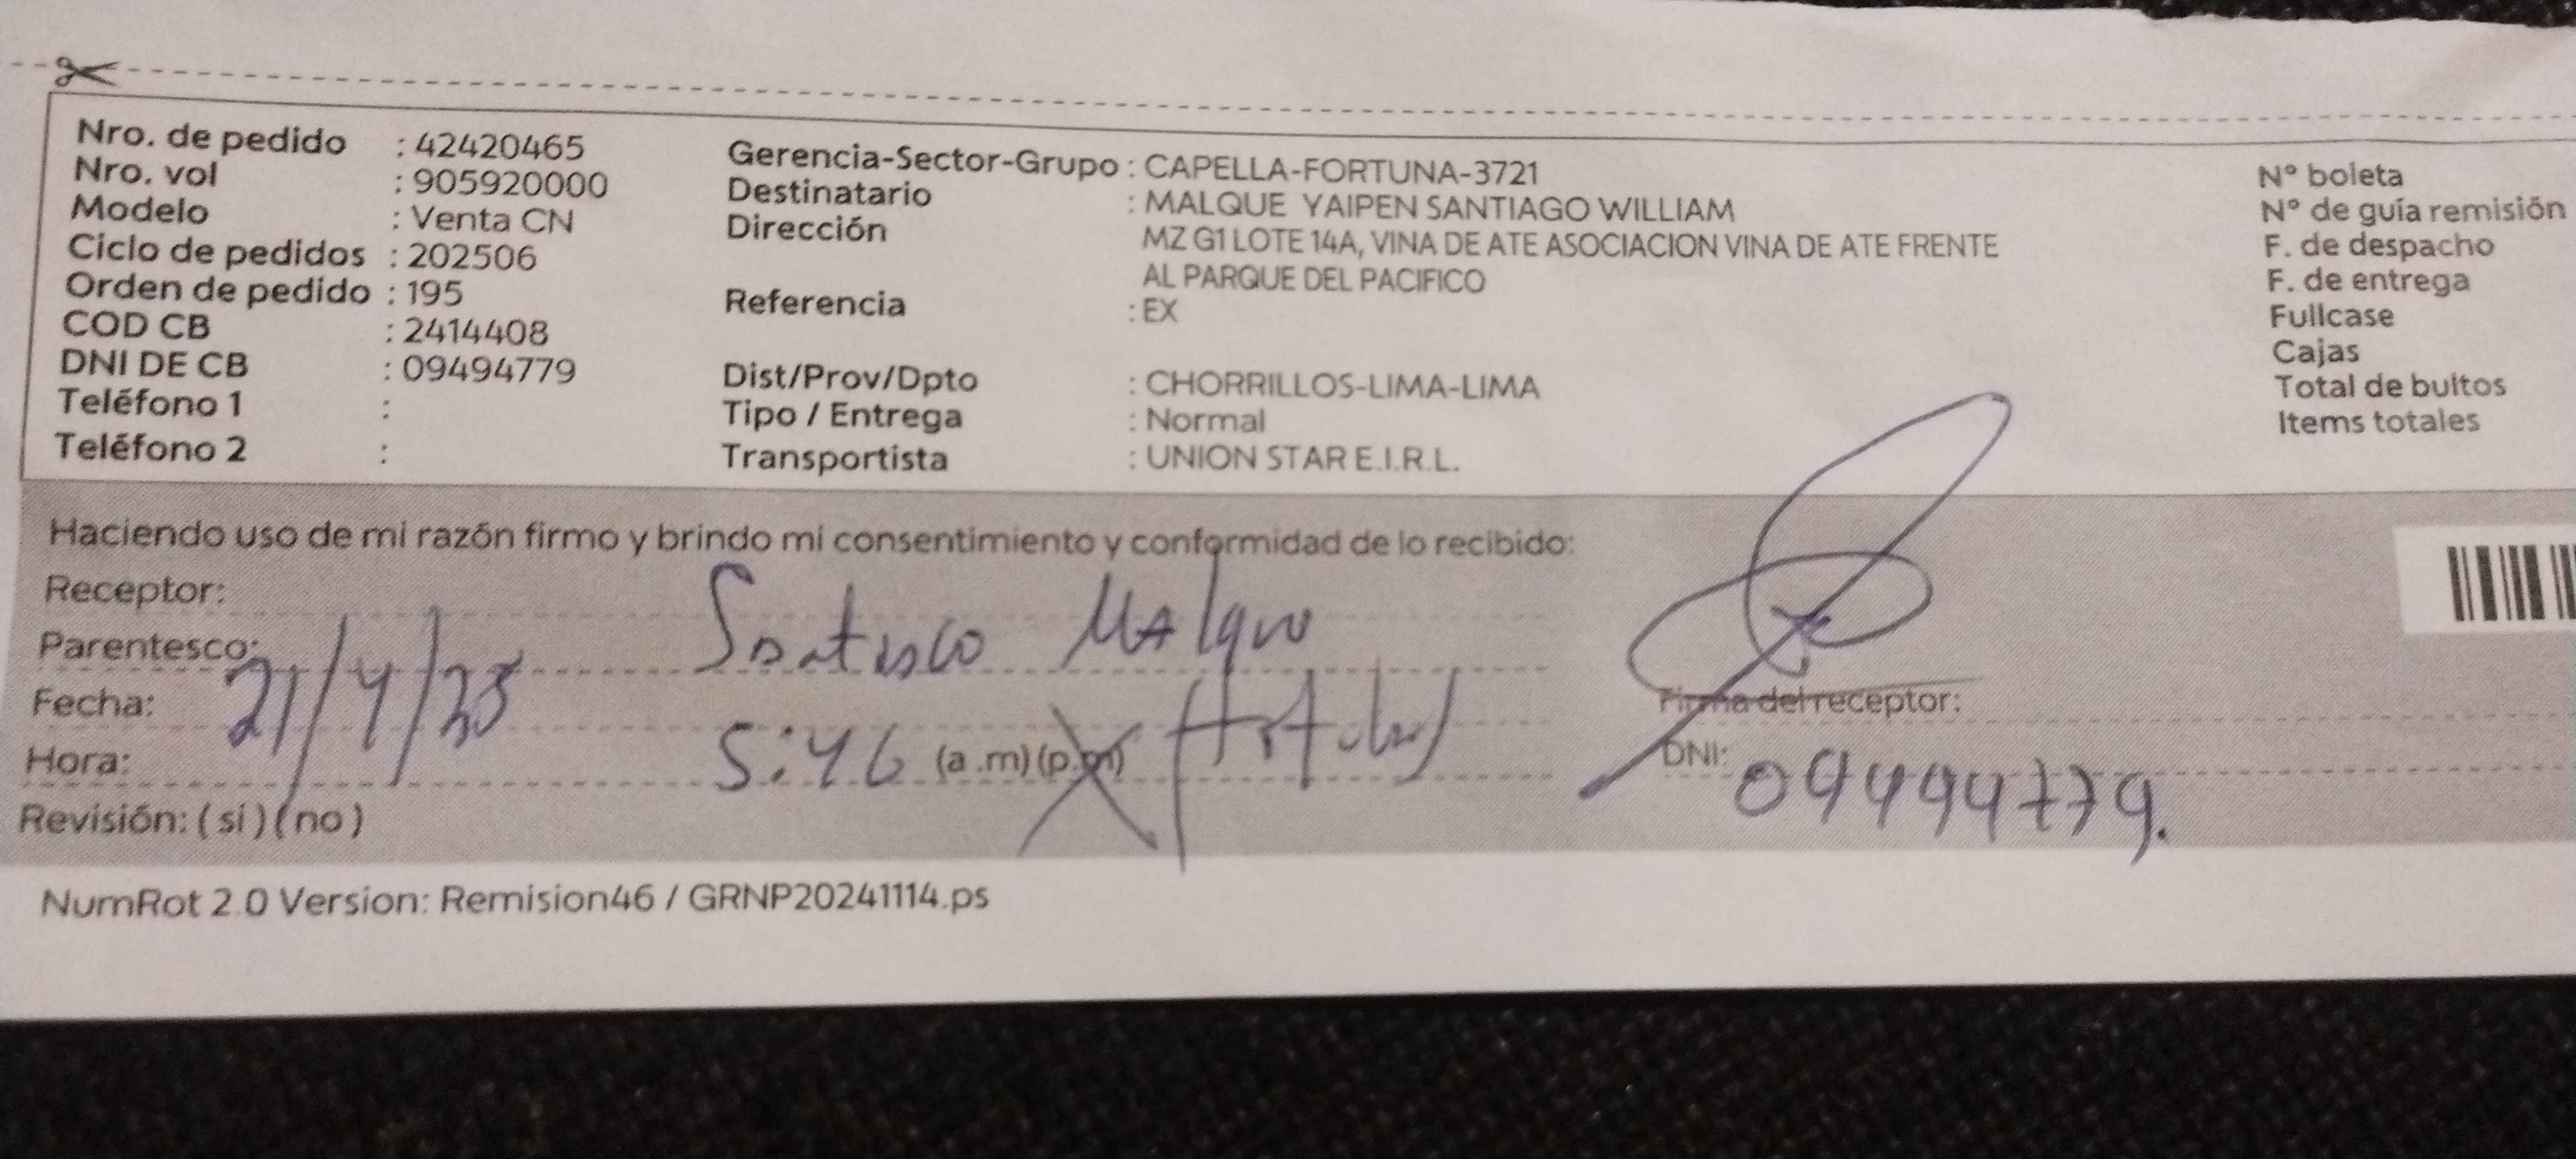 Nro. de pedido : 42420465
Nro. vol : 905920000
Modelo : Venta CN
Ciclo de pedidos : 202506
Orden de pedido : 195
COD CB : 2414408
DNI DE CB : 09494779
Teléfono 1 :
Teléfono 2 :
Gerencia-Sector-Grupo : CAPELLA-FORTUNA-3721
Destinatario : MALQUE YAIPEN SANTIAGO WILLIAM
Dirección MZ G1 LOTE 14A, VINA DE ATE ASOCIACION VINA DE ATE FRENTE
AL PARQUE DEL PACIFICO
Referencia : EX
Dist/Prov/Dpto : CHORRILLOS-LIMA-LIMA
Tipo / Entrega : Normal
Transportista : UNION STAR E.I.R.L.
N° boleta
N° de guía remisión
F. de despacho
F. de entrega
Fullcase
Cajas
Total de bultos
Items totales
Haciendo uso de mi razón firmo y brindo mi consentimiento y conformidad de lo recibido:
Receptor:
Parentesco:
Fecha: 21/4/25
Hora: 5:46 (a .m) (p.m) (titular)
Revisión: ( si ) ( no )
Firma del receptor:
DNI: 09494779.
NumRot 2.0 Version: Remision46 / GRNP20241114.ps